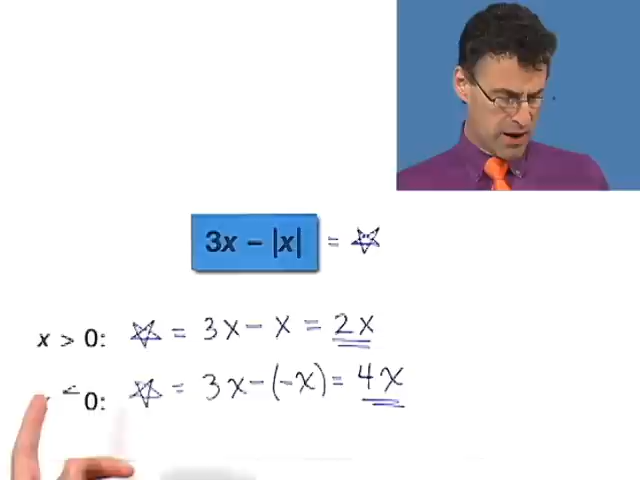 3x − |x| = ☆
x > 0: ☆ = 3x − x = 2x
≤ 0: ☆ = 3x − (−x) = 4x